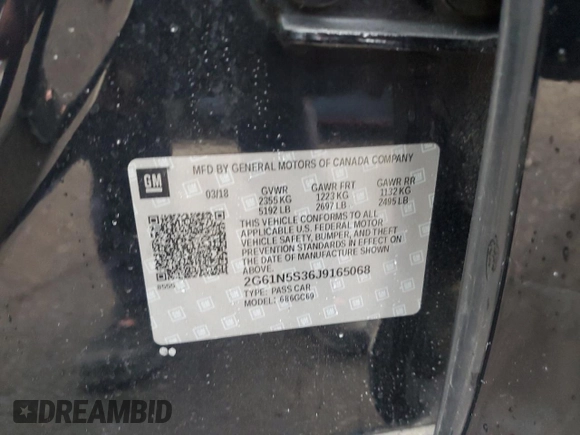 MFD BY GENERAL MOTORS OF CANADA COMPANY
GM
03/18 GVWR GAWR FRT GAWR RR
2355 KG 1223 KG 1132 KG
5192 LB 2697 LB 2495 LB
THIS VEHICLE CONFORMS TO ALL
APPLICABLE U.S. FEDERAL MOTOR
VEHICLE SAFETY, BUMPER, AND THEFT
PREVENTION STANDARDS IN EFFECT ON
THE DATE OF MANUFACTURE SHOWN
ABOVE.
2G61N5S36J9165068
TYPE: PASS CAR
MODEL: 6B6GC69
DREAMBID